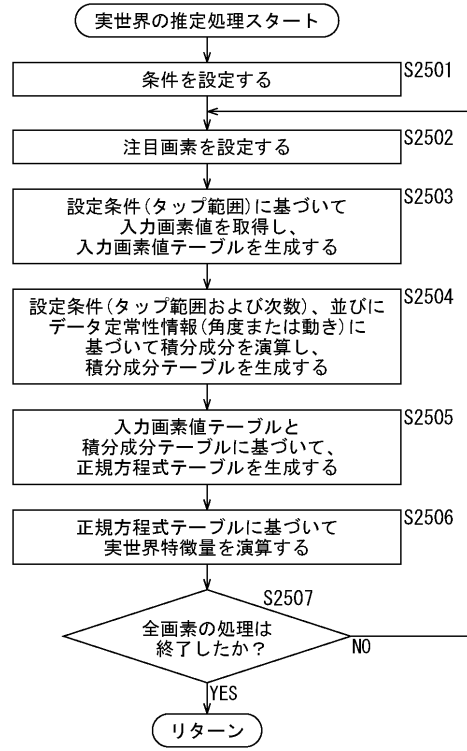 実世界の推定処理スタート
条件を設定する
S2501
注目画素を設定する
S2502
設定条件(タップ範囲)に基づいて
入力画素値を取得し、
入力画素値テーブルを生成する
S2503
設定条件(タップ範囲および次数)、並びに
データ定常性情報(角度または動き)に
基づいて積分成分を演算し、
積分成分テーブルを生成する
S2504
入力画素値テーブルと
積分成分テーブルに基づいて、
正規方程式テーブルを生成する
S2505
正規方程式テーブルに基づいて
実世界特徴量を演算する
S2506
S2507
全画素の処理は
終了したか？
NO
YES
リターン